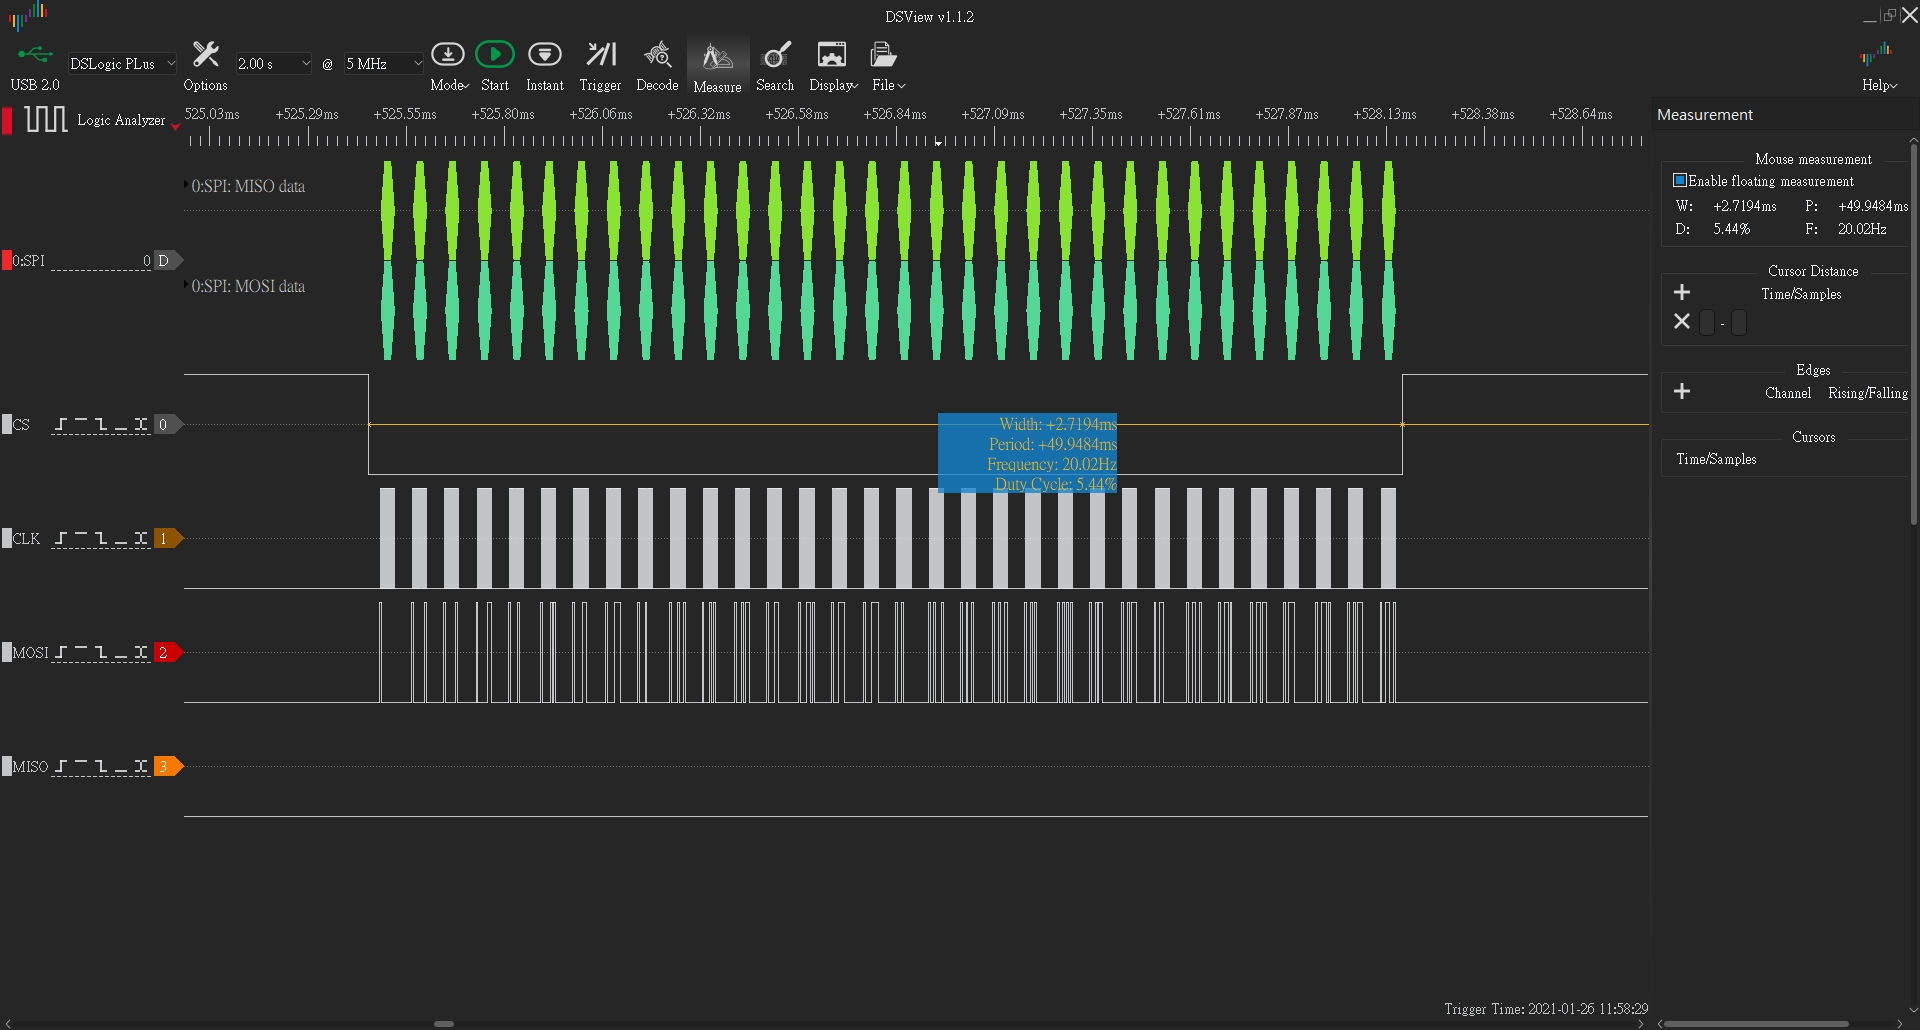 DSView v1.1.2
USB 2.0
DSLogic PLus
Options
2.00 s
@
5 MHz
Mode
Start
Instant
Trigger
Decode
Measure
Search
Display
File
Help
Logic Analyzer
525.03ms +525.29ms +525.55ms +525.80ms +526.06ms +526.32ms +526.58ms +526.84ms +527.09ms +527.35ms +527.61ms +527.87ms +528.13ms +528.38ms +528.64ms
0:SPI: MISO data
0:SPI 0 D
0:SPI: MOSI data
CS 0
Width: +2.7194ms
Period: +49.9484ms
Frequency: 20.02Hz
Duty Cycle: 5.44%
CLK 1
MOSI 2
MISO 3
Trigger Time: 2021-01-26 11:58:29
Measurement
Mouse measurement
Enable floating measurement
W: +2.7194ms P: +49.9484ms
D: 5.44% F: 20.02Hz
Cursor Distance
Time/Samples
-
Edges
Channel Rising/Falling
Cursors
Time/Samples